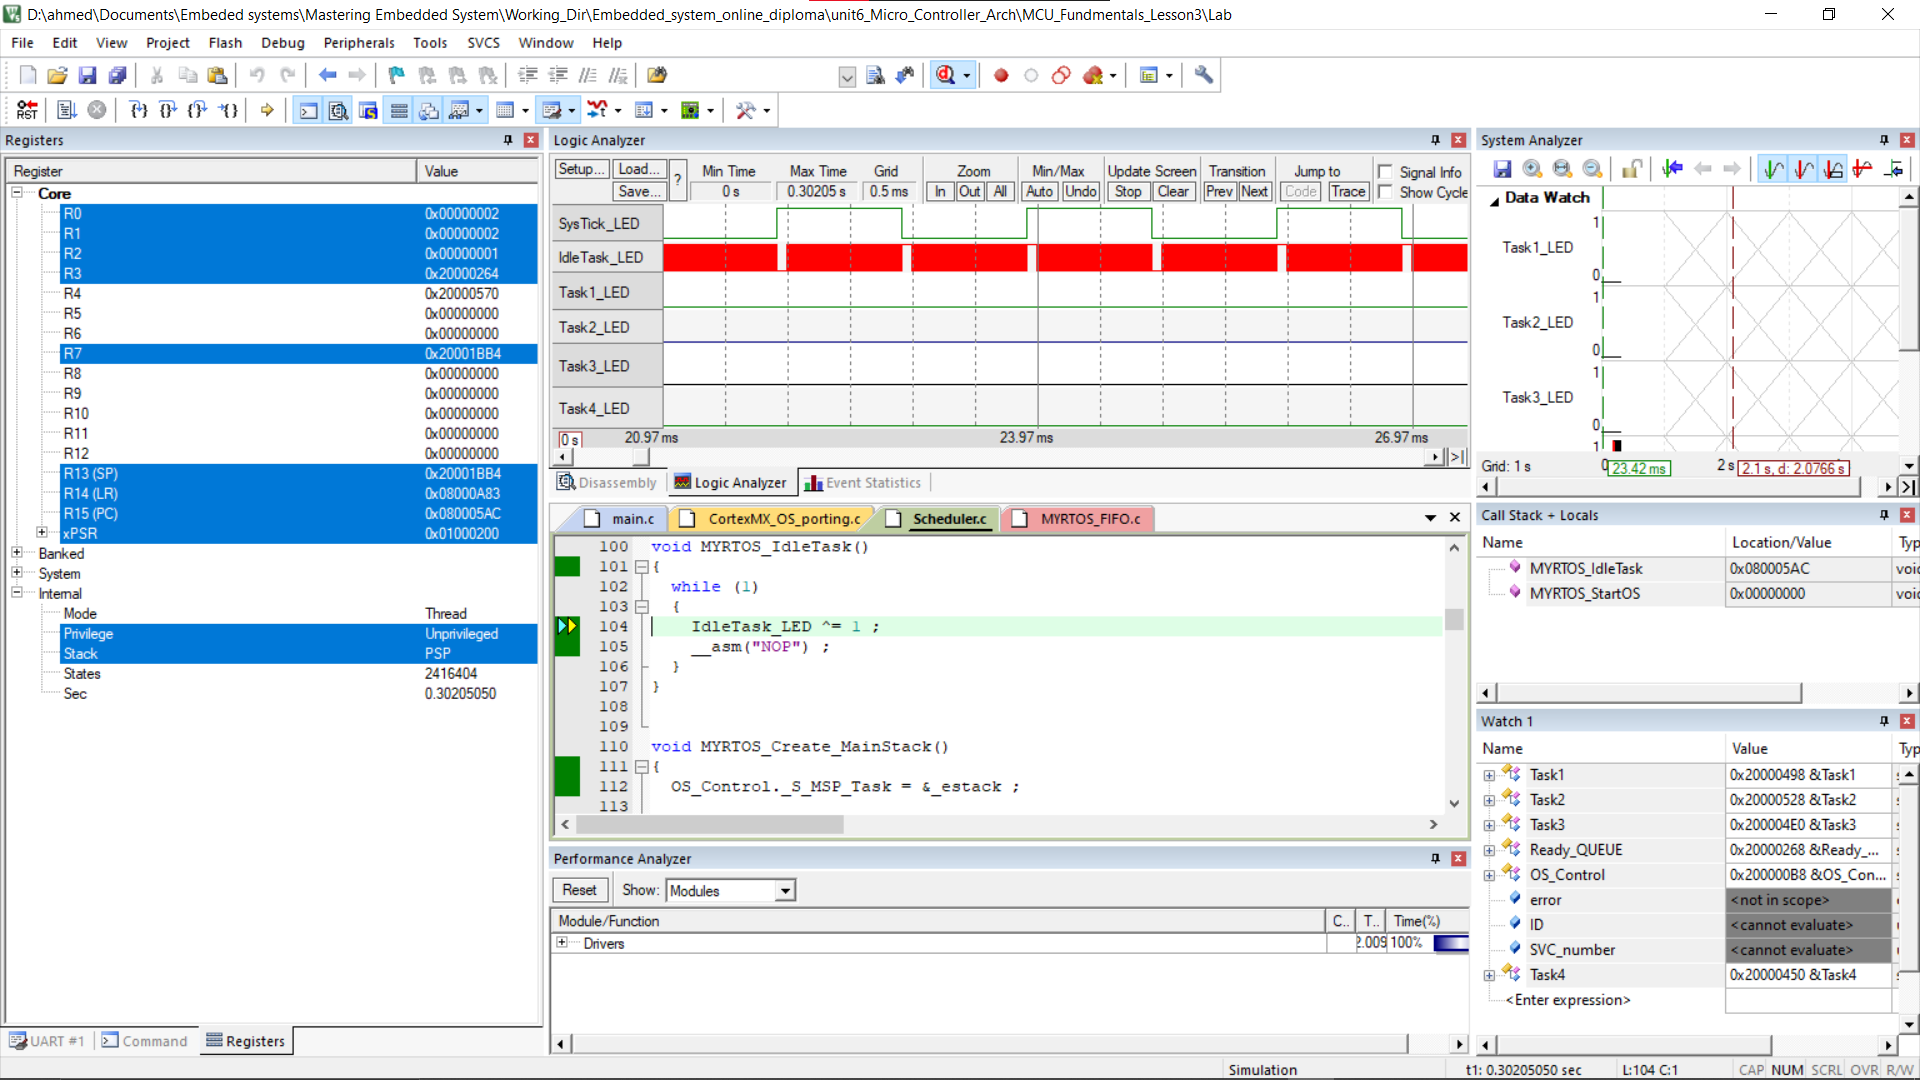 D:\ahmed\Documents\Embeded systems\Mastering Embedded System\Working_Dir\Embedded_system_online_diploma\unit6_Micro_Controller_Arch\MCU_Fundmentals_Lesson3\Lab
File Edit View Project Flash Debug Peripherals Tools SVCS Window Help
RST
Registers
Register Value
Core
R0 0x00000002
R1 0x00000002
R2 0x00000001
R3 0x20000264
R4 0x20000570
R5 0x00000000
R6 0x00000000
R7 0x20001BB4
R8 0x00000000
R9 0x00000000
R10 0x00000000
R11 0x00000000
R12 0x00000000
R13 (SP) 0x20001BB4
R14 (LR) 0x08000A83
R15 (PC) 0x080005AC
xPSR 0x01000200
Banked
System
Internal
Mode Thread
Privilege Unprivileged
Stack PSP
States 2416404
Sec 0.30205050
UART #1 Command Registers
Logic Analyzer
Setup... Load... Save... ?
Min Time Max Time Grid Zoom Min/Max Update Screen Transition Jump to Signal Info
0 s 0.30205 s 0.5 ms In Out All Auto Undo Stop Clear Prev Next Code Trace Show Cycle
SysTick_LED
IdleTask_LED
Task1_LED
Task2_LED
Task3_LED
Task4_LED
0 s 20.97 ms 23.97 ms 26.97 ms
Disassembly Logic Analyzer Event Statistics
main.c CortexMX_OS_porting.c Scheduler.c MYRTOS_FIFO.c
100 void MYRTOS_IdleTask()
101 {
102 while (1)
103 {
104 IdleTask_LED ^= 1 ;
105 __asm("NOP") ;
106 }
107 }
108
109
110 void MYRTOS_Create_MainStack()
111 {
112 OS_Control._S_MSP_Task = &_estack ;
113
Performance Analyzer
Reset Show: Modules
Module/Function C.. T.. Time(%)
Drivers 2.009 100%
System Analyzer
Data Watch
1
Task1_LED
0
1
Task2_LED
0
1
Task3_LED
0
1
Grid: 1 s 0 23.42 ms 2 s 2.1 s, d: 2.0766 s
Call Stack + Locals
Name Location/Value Typ
MYRTOS_IdleTask 0x080005AC void
MYRTOS_StartOS 0x00000000 void
Watch 1
Name Value Typ
Task1 0x20000498 &Task1
Task2 0x20000528 &Task2
Task3 0x200004E0 &Task3
Ready_QUEUE 0x20000268 &Ready_...
OS_Control 0x200000B8 &OS_Con...
error <not in scope>
ID <cannot evaluate>
SVC_number <cannot evaluate>
Task4 0x20000450 &Task4
<Enter expression>
Simulation t1: 0.30205050 sec L:104 C:1 CAP NUM SCRL OVR R/W